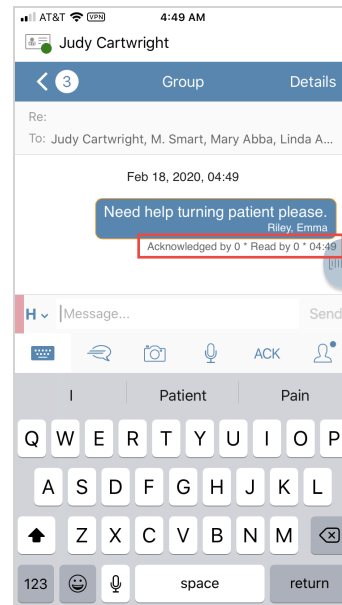 AT&T VPN 4:49 AM
Judy Cartwright
3 Group Details
Re:
To: Judy Cartwright, M. Smart, Mary Abba, Linda A...
Feb 18, 2020, 04:49
Need help turning patient please.
Riley, Emma
Acknowledged by 0 * Read by 0 * 04:49
H Message... Send
ACK
I Patient Pain
Q W E R T Y U I O P
A S D F G H J K L
Z X C V B N M
123 space return